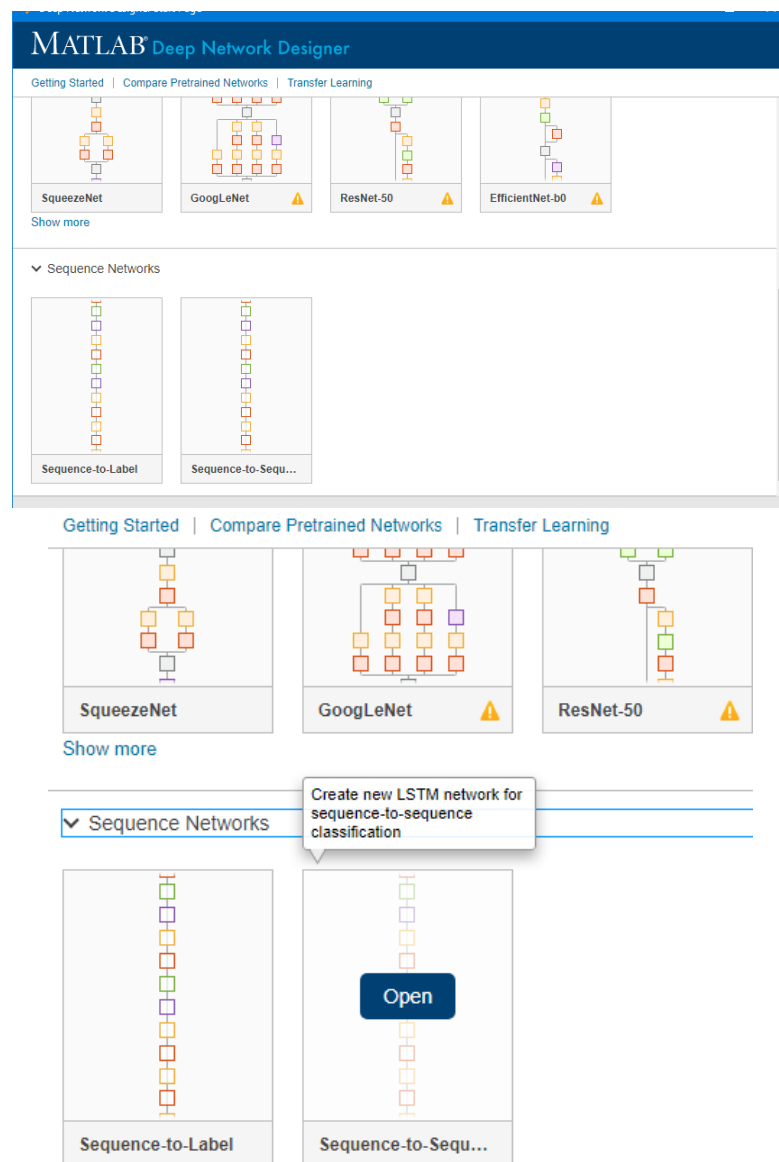 MATLAB® Deep Network Designer
Getting Started | Compare Pretrained Networks | Transfer Learning
SqueezeNet GoogLeNet ResNet-50 EfficientNet-b0
Show more
Sequence Networks
Sequence-to-Label Sequence-to-Sequ...
Getting Started | Compare Pretrained Networks | Transfer Learning
SqueezeNet GoogLeNet ResNet-50
Show more
Create new LSTM network for
sequence-to-sequence
classification
Sequence Networks
Open
Sequence-to-Label Sequence-to-Sequ...